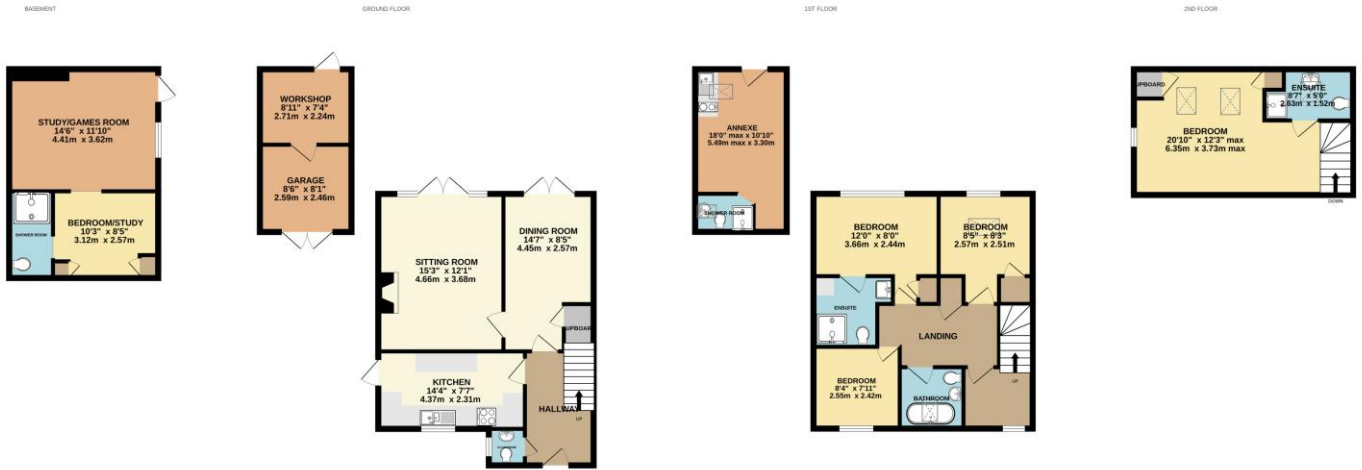 BASEMENT
STUDY/GAMES ROOM
14'6" x 11'10"
4.41m x 3.62m
BEDROOM/STUDY
10'3" x 8'5"
3.12m x 2.57m
SHOWER ROOM
GROUND FLOOR
WORKSHOP
8'11" x 7'4"
2.71m x 2.24m
GARAGE
8'6" x 8'1"
2.59m x 2.46m
DINING ROOM
14'7" x 8'5"
4.45m x 2.57m
SITTING ROOM
15'3" x 12'1"
4.66m x 3.68m
UPBOAR
KITCHEN
14'4" x 7'7"
4.37m x 2.31m
HALLWAY
UP
1ST FLOOR
ANNEXE
18'0" max x 10'10"
5.49m max x 3.30m
SHOWER ROOM
BEDROOM
12'0" x 8'0"
3.66m x 2.44m
BEDROOM
8'5" x 8'3"
2.57m x 2.51m
ENSUITE
LANDING
BEDROOM
8'4" x 7'11"
2.55m x 2.42m
BATHROOM
UP
2ND FLOOR
UPBOARD
ENSUITE
8'7" x 5'0"
2.63m x 1.52m
BEDROOM
20'10" x 12'3" max
6.35m x 3.73m max
DOWN